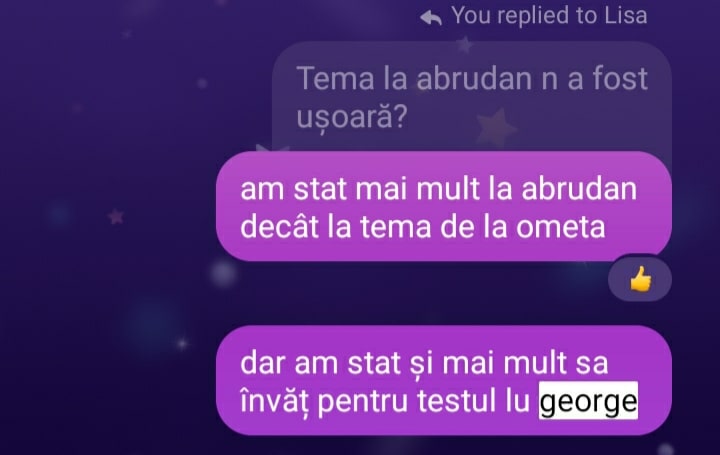 You replied to Lisa
Tema la abrudan n a fost
ușoară?
am stat mai mult la abrudan
decât la tema de la ometa
dar am stat și mai mult sa
învăț pentru testul lu george